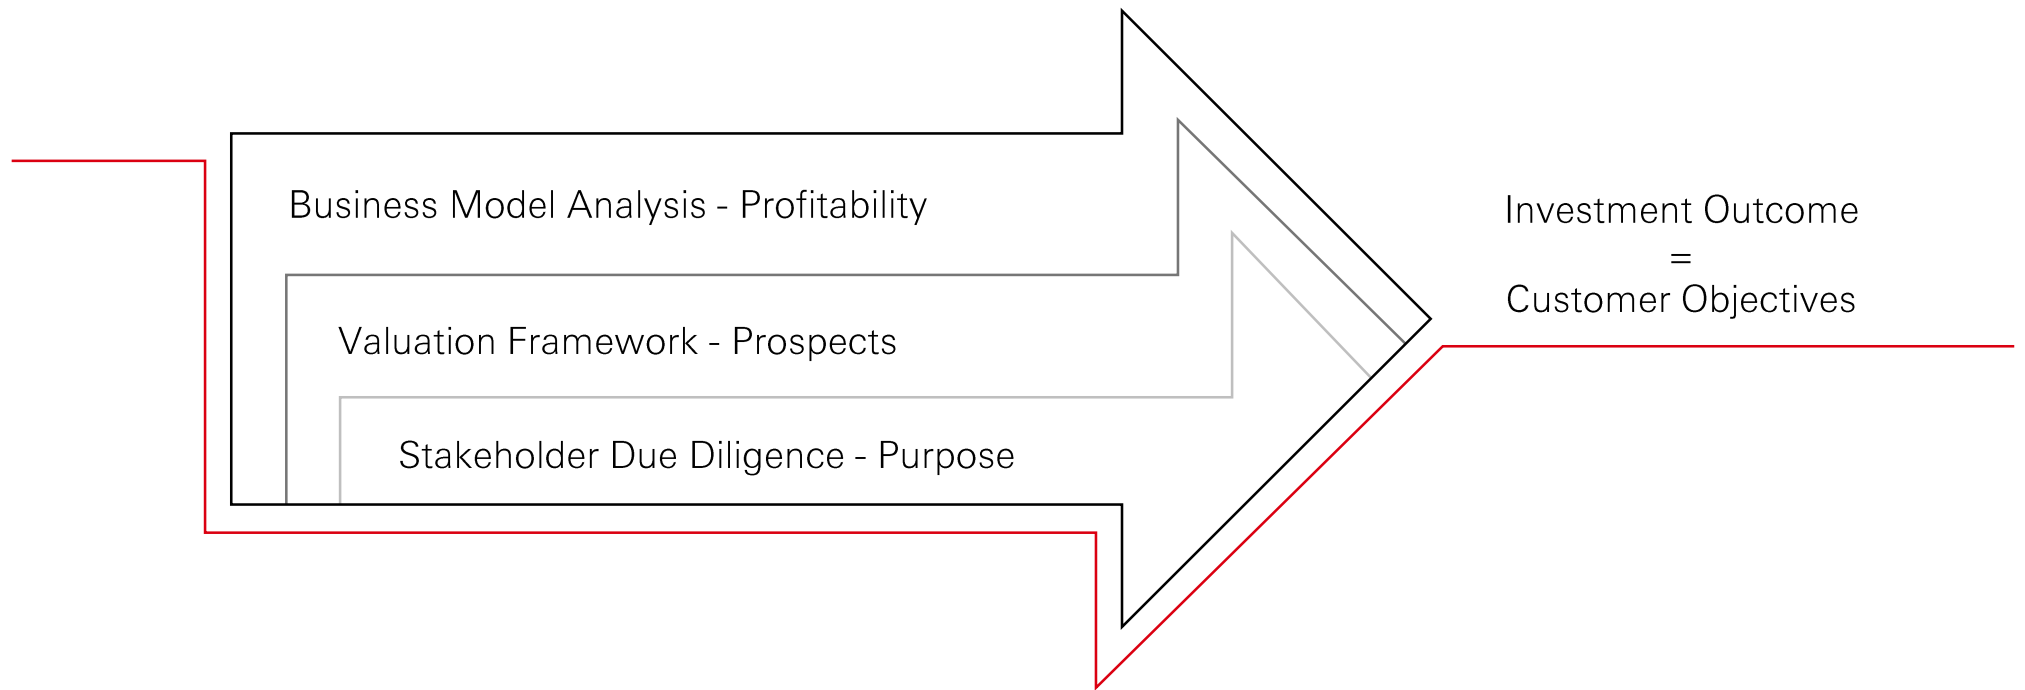 Business Model Analysis - Profitability
Valuation Framework - Prospects
Stakeholder Due Diligence - Purpose
Investment Outcome
=
Customer Objectives